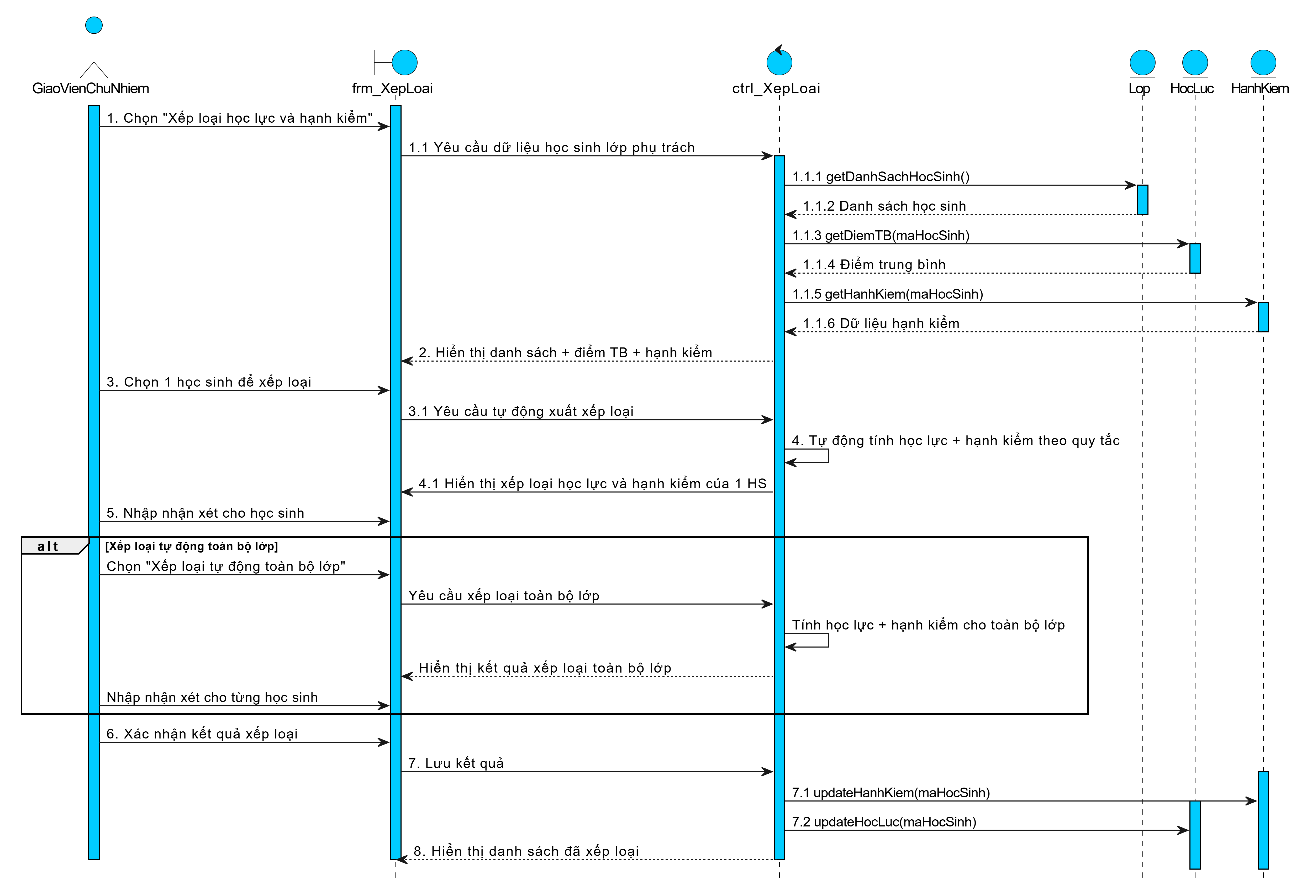 GiaoVienChuNhiem
frm_XepLoai
ctrl_XepLoai
Lop
HocLuc
HanhKiem
1. Chọn "Xếp loại học lực và hạnh kiểm"
1.1 Yêu cầu dữ liệu học sinh lớp phụ trách
1.1.1 getDanhSachHocSinh()
1.1.2 Danh sách học sinh
1.1.3 getDiemTB(maHocSinh)
1.1.4 Điểm trung bình
1.1.5 getHanhKiem(maHocSinh)
1.1.6 Dữ liệu hạnh kiểm
2. Hiển thị danh sách + điểm TB + hạnh kiểm
3. Chọn 1 học sinh để xếp loại
3.1 Yêu cầu tự động xuất xếp loại
4. Tự động tính học lực + hạnh kiểm theo quy tắc
4.1 Hiển thị xếp loại học lực và hạnh kiểm của 1 HS
5. Nhập nhận xét cho học sinh
alt
[Xếp loại tự động toàn bộ lớp]
Chọn "Xếp loại tự động toàn bộ lớp"
Yêu cầu xếp loại toàn bộ lớp
Tính học lực + hạnh kiểm cho toàn bộ lớp
Hiển thị kết quả xếp loại toàn bộ lớp
Nhập nhận xét cho từng học sinh
6. Xác nhận kết quả xếp loại
7. Lưu kết quả
7.1 updateHanhKiem(maHocSinh)
7.2 updateHocLuc(maHocSinh)
8. Hiển thị danh sách đã xếp loại